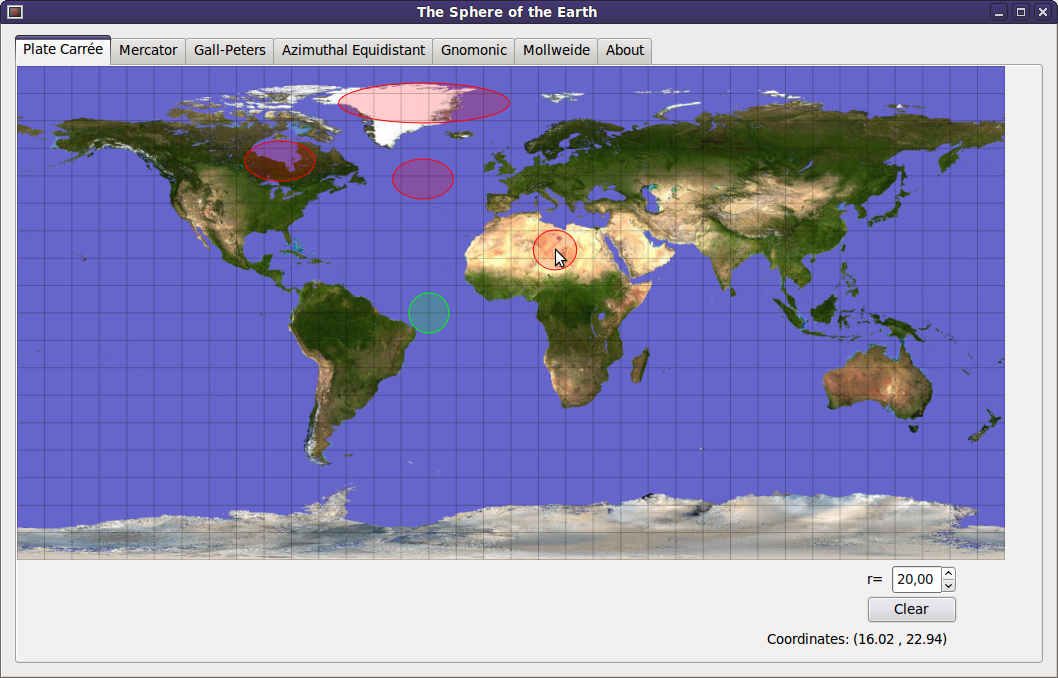 The Sphere of the Earth
Plate Carrée Mercator Gall-Peters Azimuthal Equidistant Gnomonic Mollweide About
r= 20,00
Clear
Coordinates: (16.02 , 22.94)